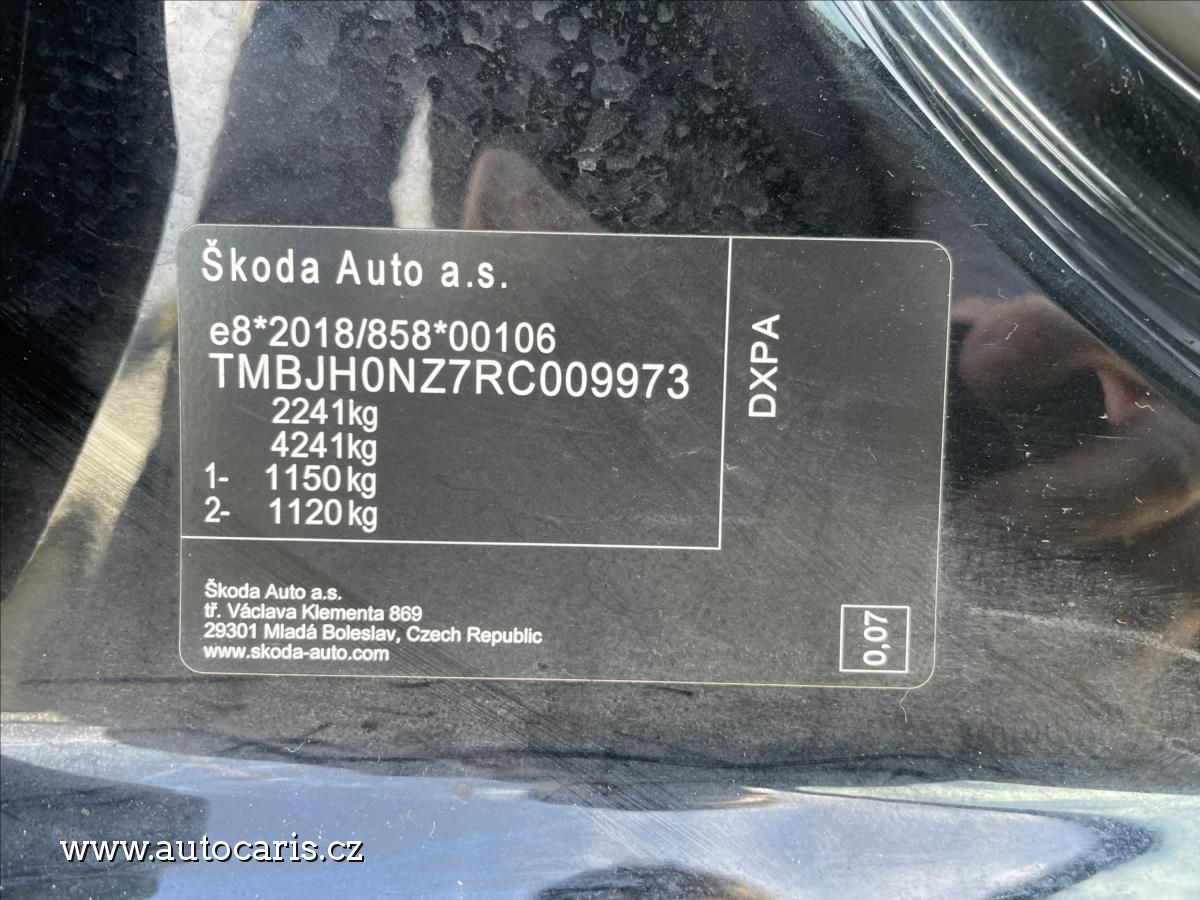 Škoda Auto a.s.
e8*2018/858*00106
TMBJH0NZ7RC009973
2241kg
4241kg
1- 1150kg
2- 1120kg
DXPA
Škoda Auto a.s.
tř. Václava Klementa 869
29301 Mladá Boleslav, Czech Republic
www.skoda-auto.com
0,07
www.autocaris.cz